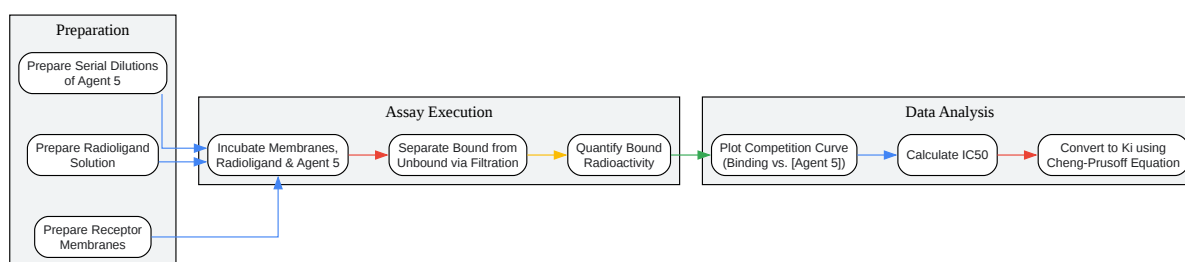 Preparation
Prepare Serial Dilutions
of Agent 5
Prepare Radioligand
Solution
Prepare Receptor
Membranes
Assay Execution
Incubate Membranes,
Radioligand & Agent 5
Separate Bound from
Unbound via Filtration
Quantify Bound
Radioactivity
Data Analysis
Plot Competition Curve
(Binding vs. [Agent 5])
Calculate IC50
Convert to Ki using
Cheng-Prusoff Equation